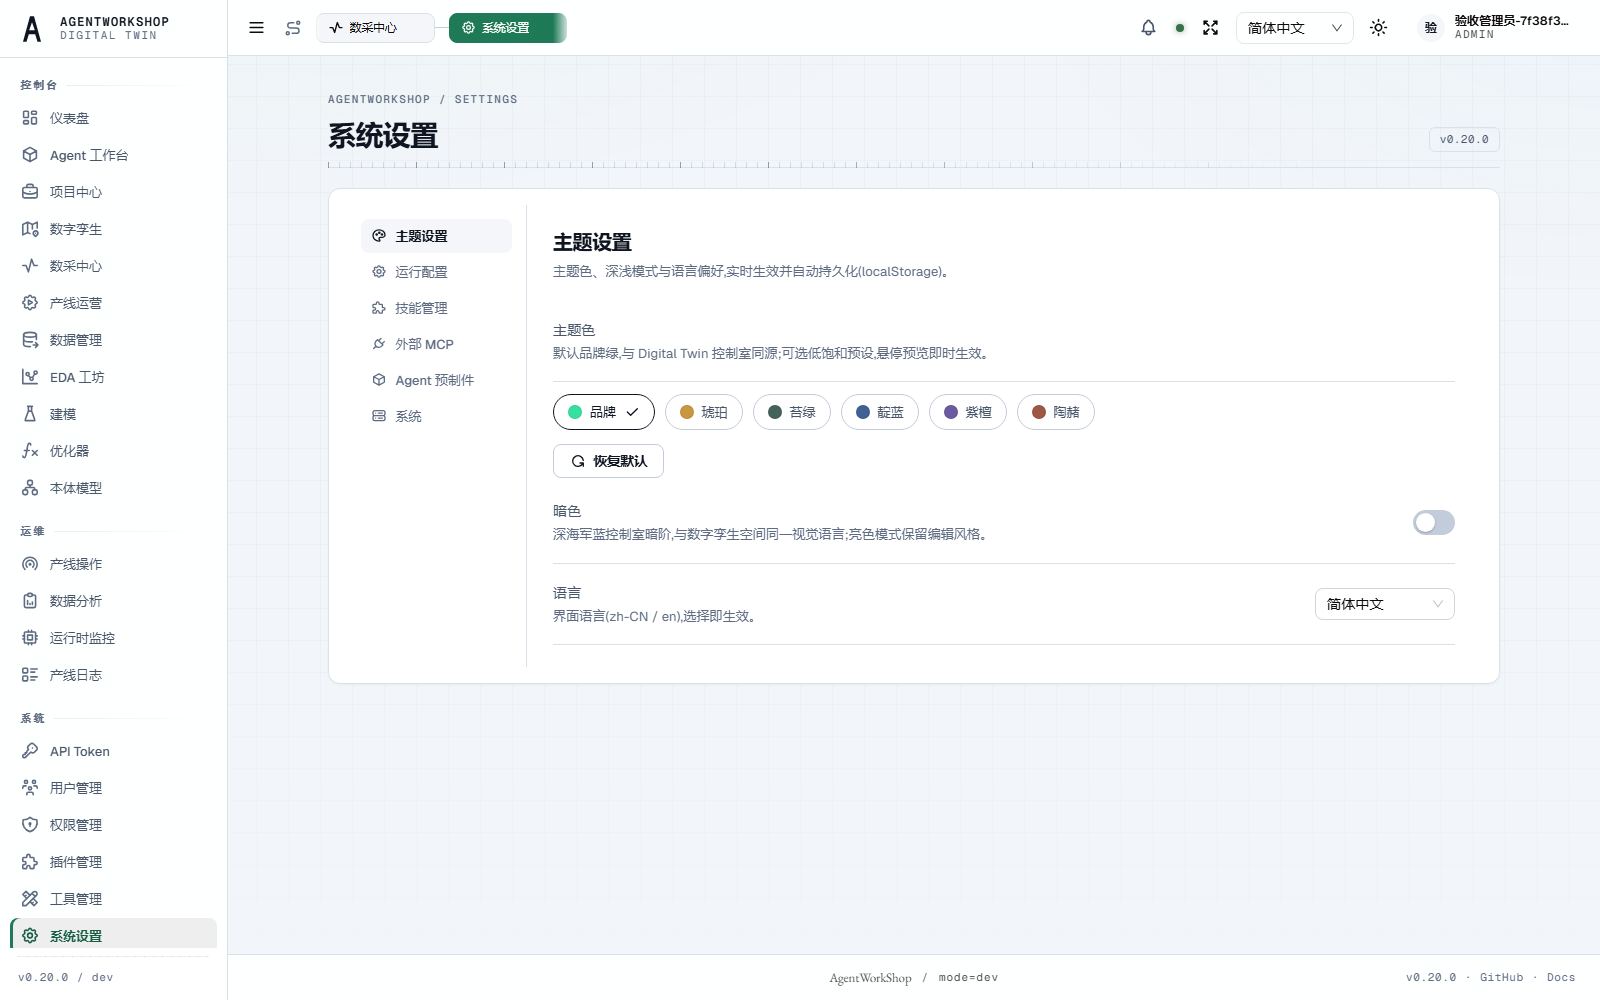 AGENTWORKSHOP
DIGITAL TWIN
控制台
仪表盘
Agent 工作台
项目中心
数字孪生
数采中心
产线运营
数据管理
EDA 工坊
建模
优化器
本体模型
运维
产线操作
数据分析
运行时监控
产线日志
系统
API Token
用户管理
权限管理
插件管理
工具管理
系统设置
v0.20.0 / dev
数采中心
系统设置
简体中文
验
验收管理员-7f38f3...
ADMIN
AGENTWORKSHOP / SETTINGS
系统设置
v0.20.0
主题设置
运行配置
技能管理
外部 MCP
Agent 预制件
系统
主题设置
主题色、深浅模式与语言偏好,实时生效并自动持久化(localStorage)。
主题色
默认品牌绿,与 Digital Twin 控制室同源;可选低饱和预设,悬停预览即时生效。
品牌
琥珀
苔绿
靛蓝
紫檀
陶赭
恢复默认
暗色
深海军蓝控制室暗阶,与数字孪生空间同一视觉语言;亮色模式保留编辑风格。
语言
界面语言(zh-CN / en),选择即生效。
简体中文
AgentWorkShop / mode=dev
v0.20.0 · GitHub · Docs